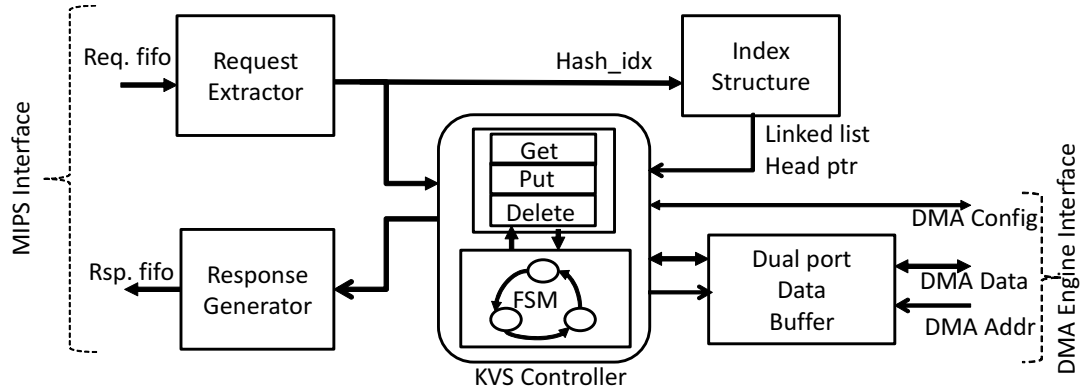 MIPS Interface
Req. fifo
Request
Extractor
Hash_idx
Index
Structure
Linked list
Head ptr
Get
Put
Delete
FSM
KVS Controller
Rsp. fifo
Response
Generator
Dual port
Data
Buffer
DMA Config
DMA Data
DMA Addr
DMA Engine Interface